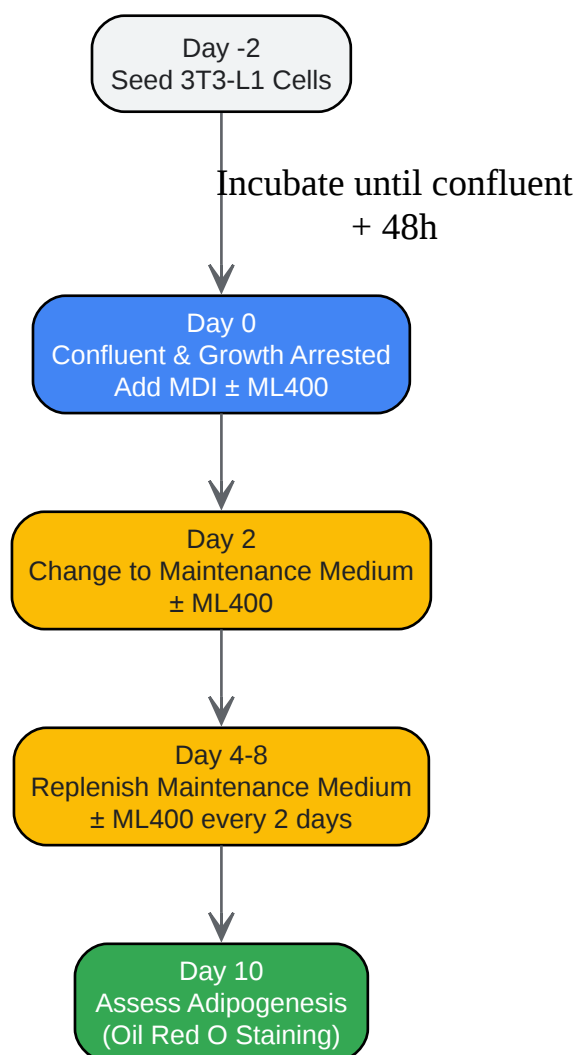 Day -2
Seed 3T3-L1 Cells
Incubate until confluent
+ 48h
Day 0
Confluent & Growth Arrested
Add MDI ± ML400
Day 2
Change to Maintenance Medium
± ML400
Day 4-8
Replenish Maintenance Medium
± ML400 every 2 days
Day 10
Assess Adipogenesis
(Oil Red O Staining)